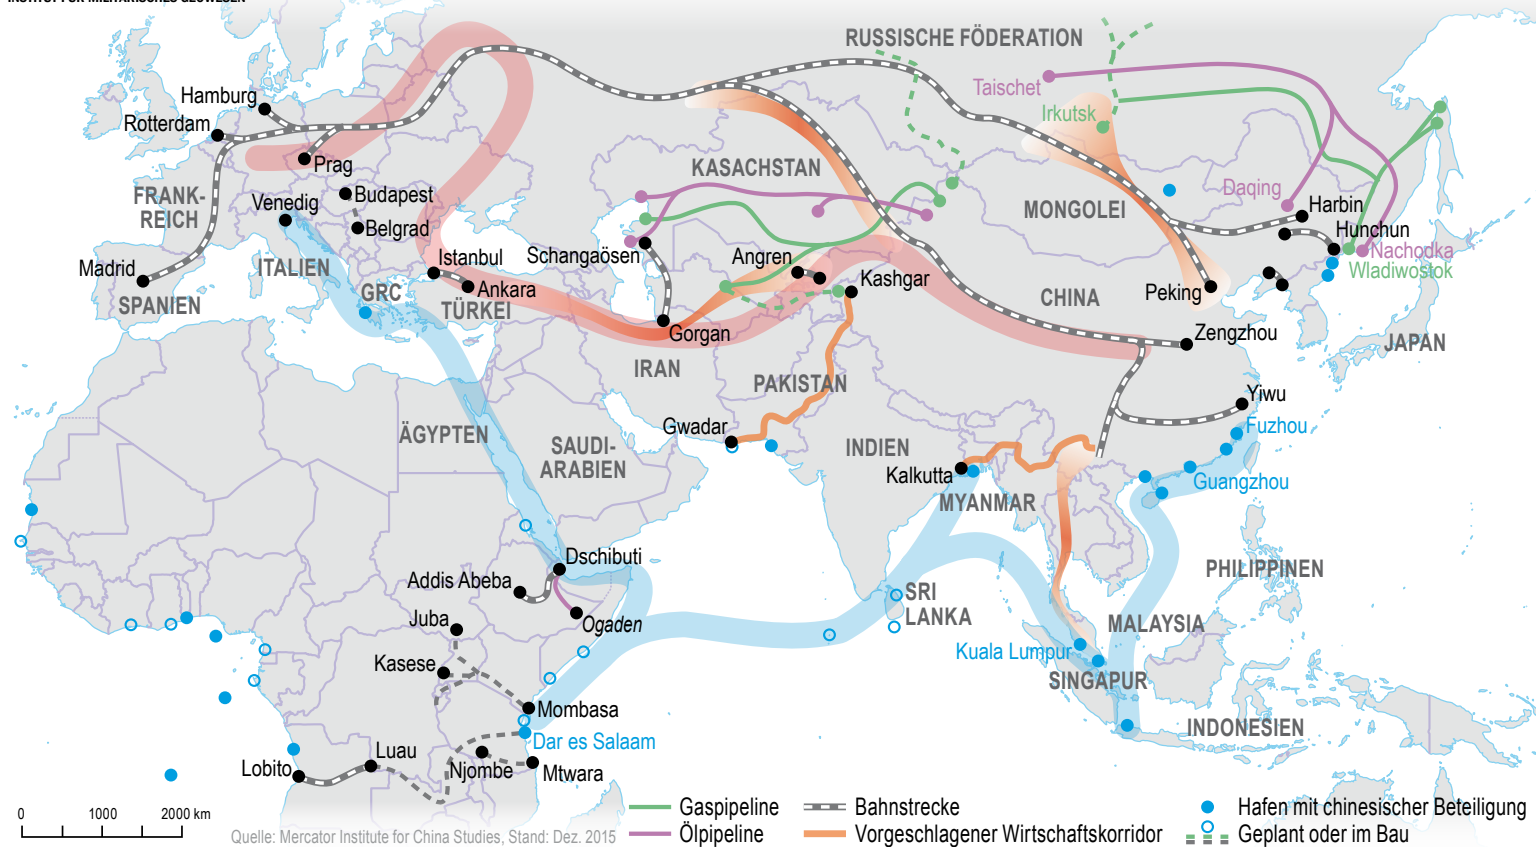 INSTITUT FÜR MILITÄRISCHES GEOWESEN
RUSSISCHE FÖDERATION
Taischet
Hamburg
Irkutsk
Rotterdam
Prag
KASACHSTAN
FRANK-
REICH
Budapest
Venedig
Daqing
Harbin
MONGOLEI
Belgrad
Hunchun
Nachodka
Istanbul
Schangaösen
Angren
Wladiwostok
Madrid
ITALIEN
Kashgar
SPANIEN
GRC
Ankara
CHINA
Peking
TÜRKEI
Gorgan
Zengzhou
JAPAN
IRAN
PAKISTAN
Yiwu
Gwadar
Fuzhou
ÄGYPTEN
SAUDI-
ARABIEN
INDIEN
Kalkutta
Guangzhou
MYANMAR
Dschibuti
PHILIPPINEN
Addis Abeba
SRI
LANKA
Juba
Ogaden
MALAYSIA
Kasese
Kuala Lumpur
SINGAPUR
Mombasa
INDONESIEN
Dar es Salaam
Luau
Lobito
Njombe
Mtwara
0 1000 2000 km
Quelle: Mercator Institute for China Studies, Stand: Dez. 2015
Gaspipeline
Ölpipeline
Bahnstrecke
Vorgeschlagener Wirtschaftskorridor
Hafen mit chinesischer Beteiligung
Geplant oder im Bau